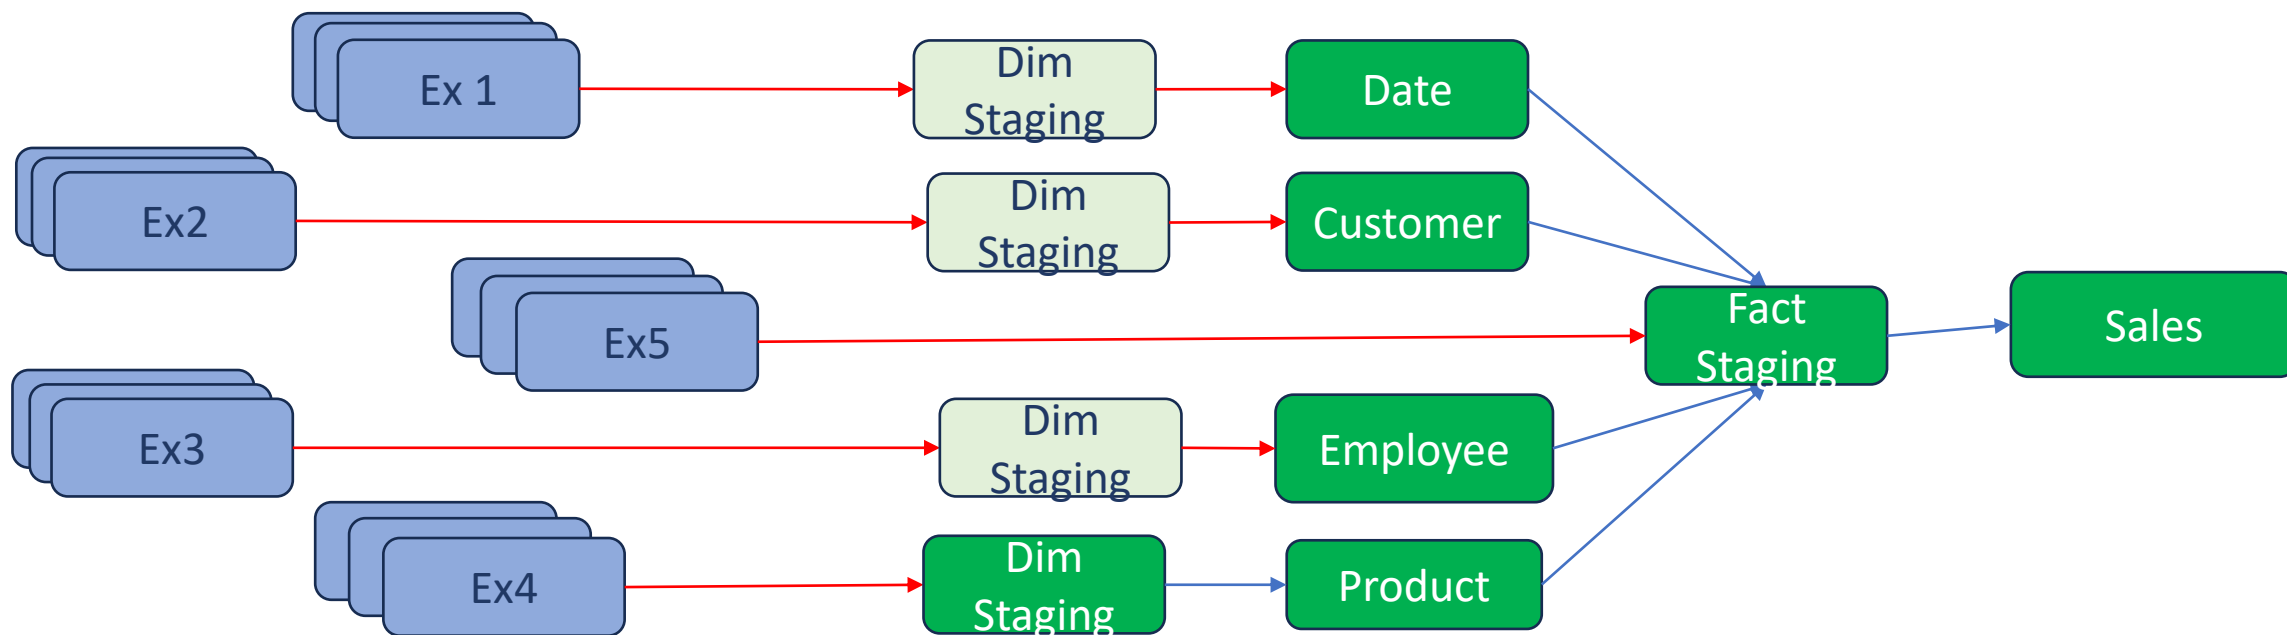 Ex 1
Dim
Staging
Date
Ex2
Dim
Staging
Customer
Ex5
Fact
Staging
Sales
Ex3
Dim
Staging
Employee
Ex4
Dim
Staging
Product